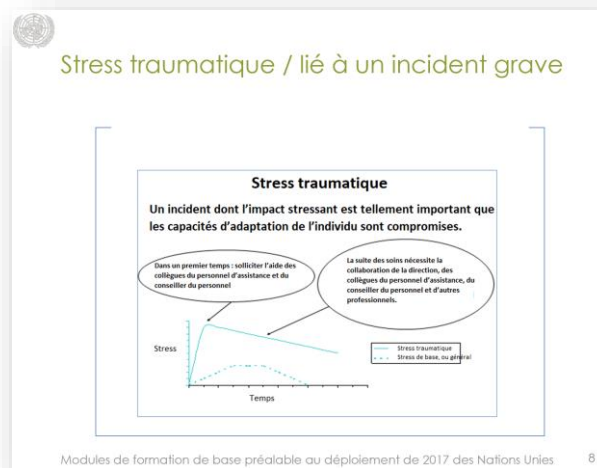 Stress traumatique / lié à un incident grave
Stress traumatique
Un incident dont l'impact stressant est tellement important que
les capacités d'adaptation de l'individu sont compromises.
Dans un premier temps : solliciter l'aide des
collègues du personnel d'assistance et du
conseiller du personnel
La suite des soins nécessite la
collaboration de la direction, des
collègues du personnel d'assistance, du
conseiller du personnel et d'autres
professionnels.
Stress
Stress traumatique
Stress de base, ou général
Temps
Modules de formation de base préalable au déploiement de 2017 des Nations Unies
8